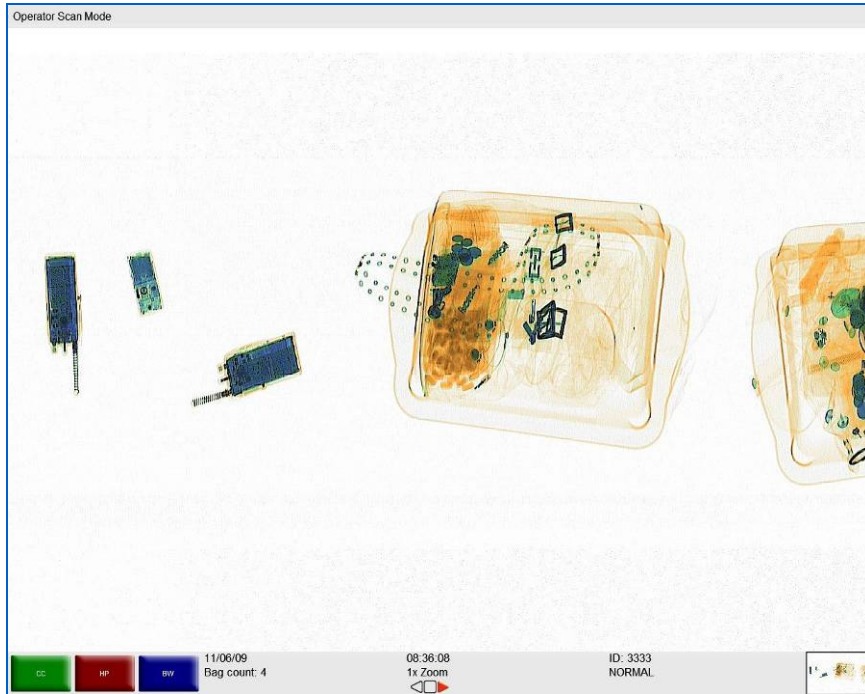 Operator Scan Mode
CC
HP
BW
11/06/09
Bag count: 4
08:36:08
1x Zoom
ID: 3333
NORMAL